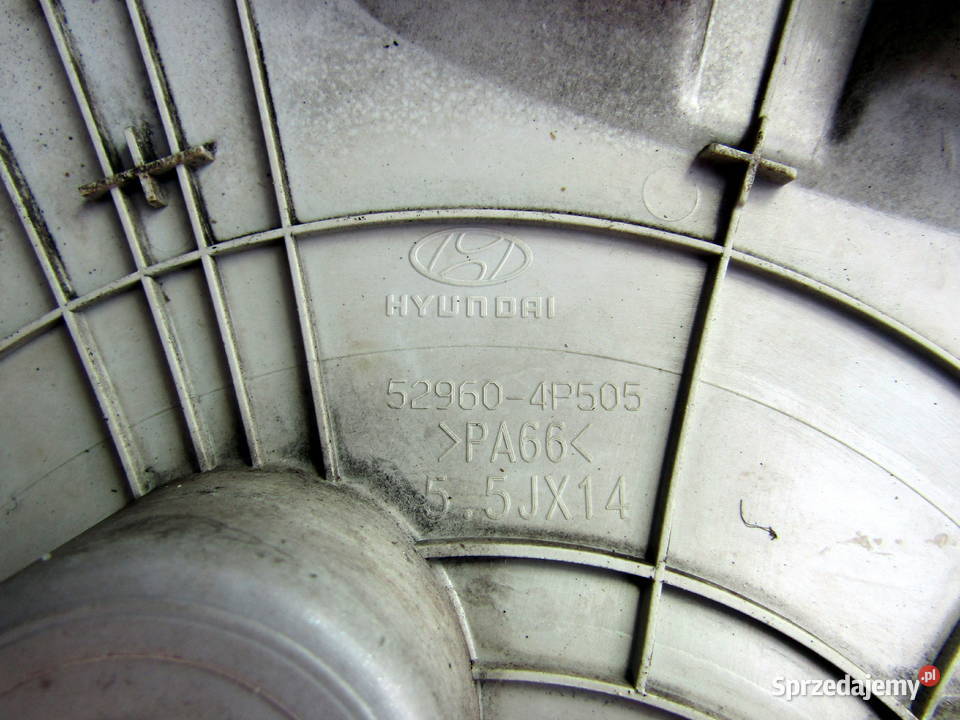 HYUNDAI
52960-4P505
>PA66<
5.5JX14
Sprzedajemy.pl